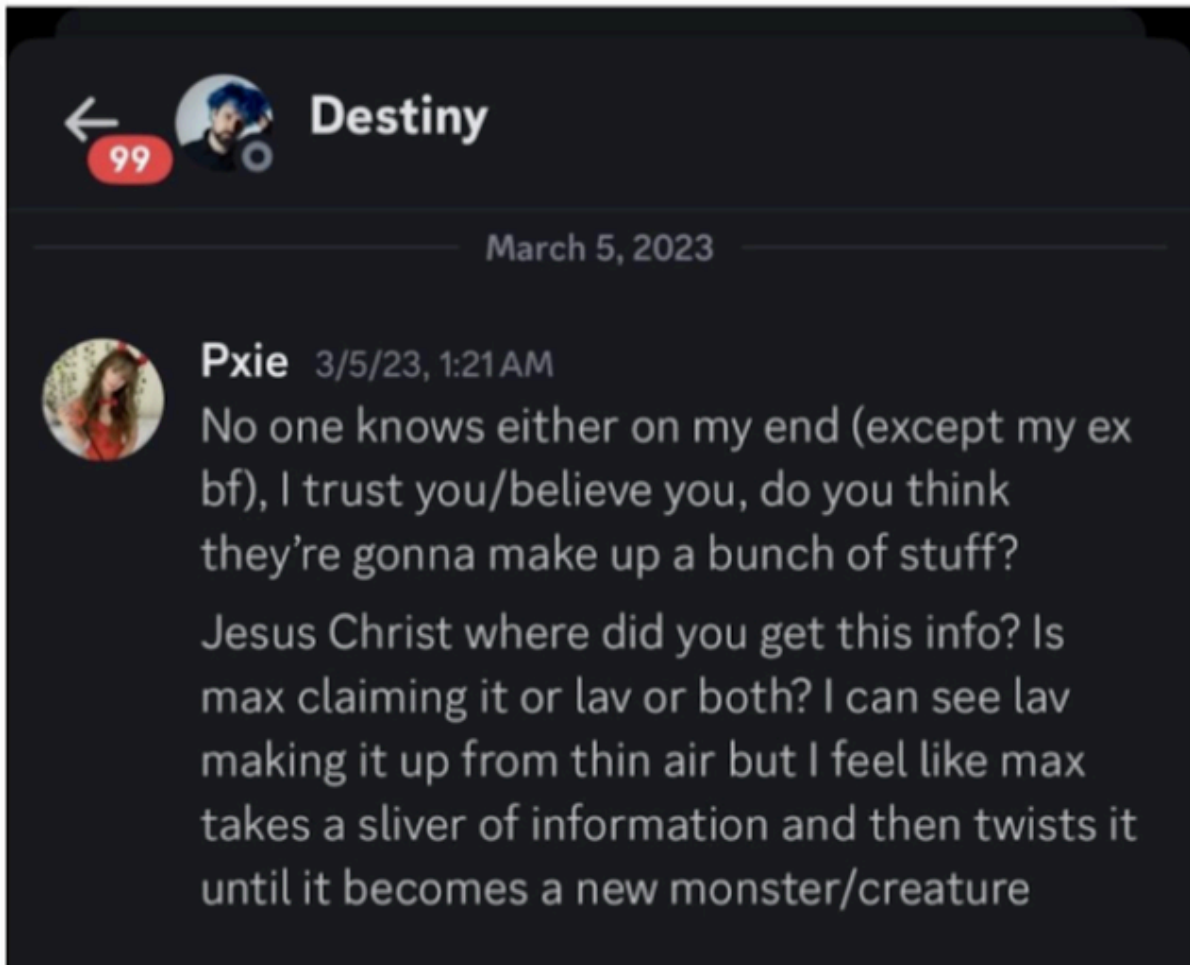 Destiny
99
March 5, 2023
Pxie 3/5/23, 1:21 AM
No one knows either on my end (except my ex
bf), I trust you/believe you, do you think
they’re gonna make up a bunch of stuff?
Jesus Christ where did you get this info? Is
max claiming it or lav or both? I can see lav
making it up from thin air but I feel like max
takes a sliver of information and then twists it
until it becomes a new monster/creature